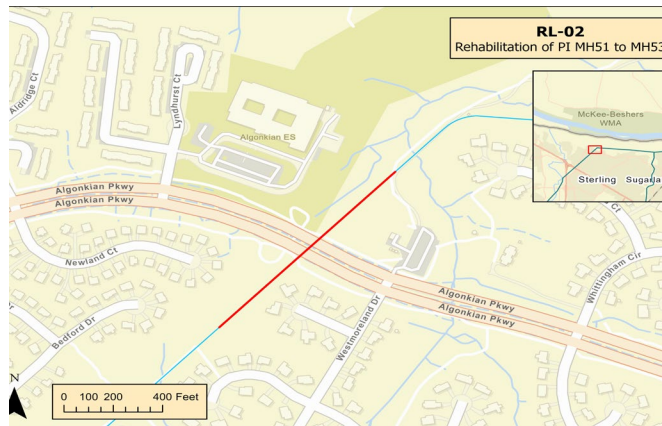 RL-02
Rehabilitation of PI MH51 to MH53
McKee-Beshers
WMA
Sterling Sugarla
Aldridge Ct
Lyndhurst Ct
Algonkian ES
Algonkian Pkwy
Algonkian Pkwy
Newland Ct
Bedford Dr
Westmoreland Dr
Algonkian Pkwy
Algonkian Pkwy
Whittingham Cir
Ct
N
0 100 200 400 Feet